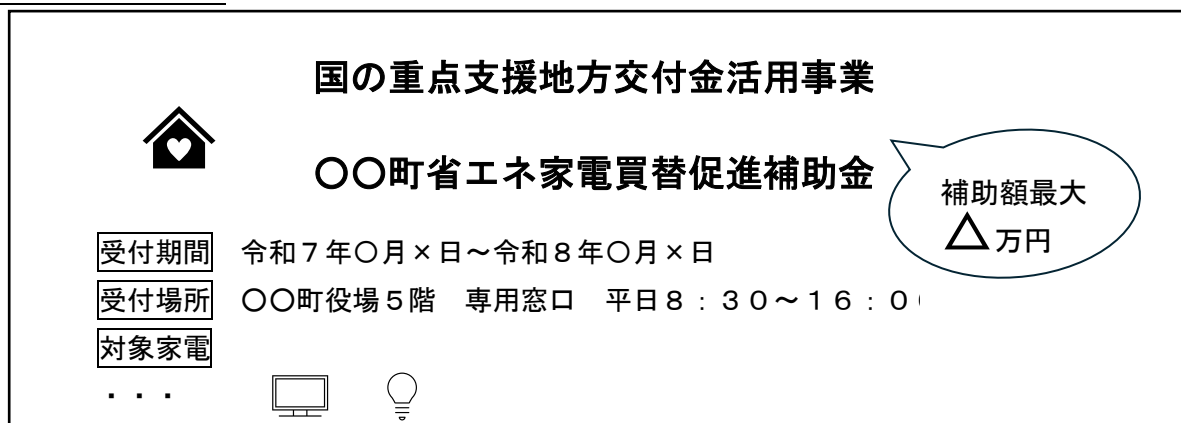 国の重点支援地方交付金活用事業
〇〇町省エネ家電買替促進補助金
補助額最大
△万円
受付期間　令和７年〇月×日～令和８年〇月×日
受付場所　〇〇町役場５階　専用窓口　平日８：３０～１６：０
対象家電
・・・